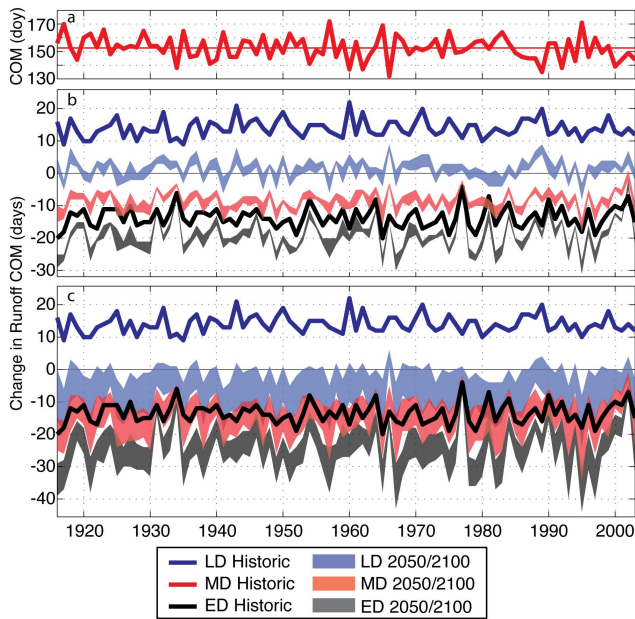 a
COM (doy)
170
150
130
b
20
10
0
-10
-20
-30
Change in Runoff COM (days)
c
20
10
0
-10
-20
-30
-40
1920 1930 1940 1950 1960 1970 1980 1990 2000
LD Historic LD 2050/2100
MD Historic MD 2050/2100
ED Historic ED 2050/2100